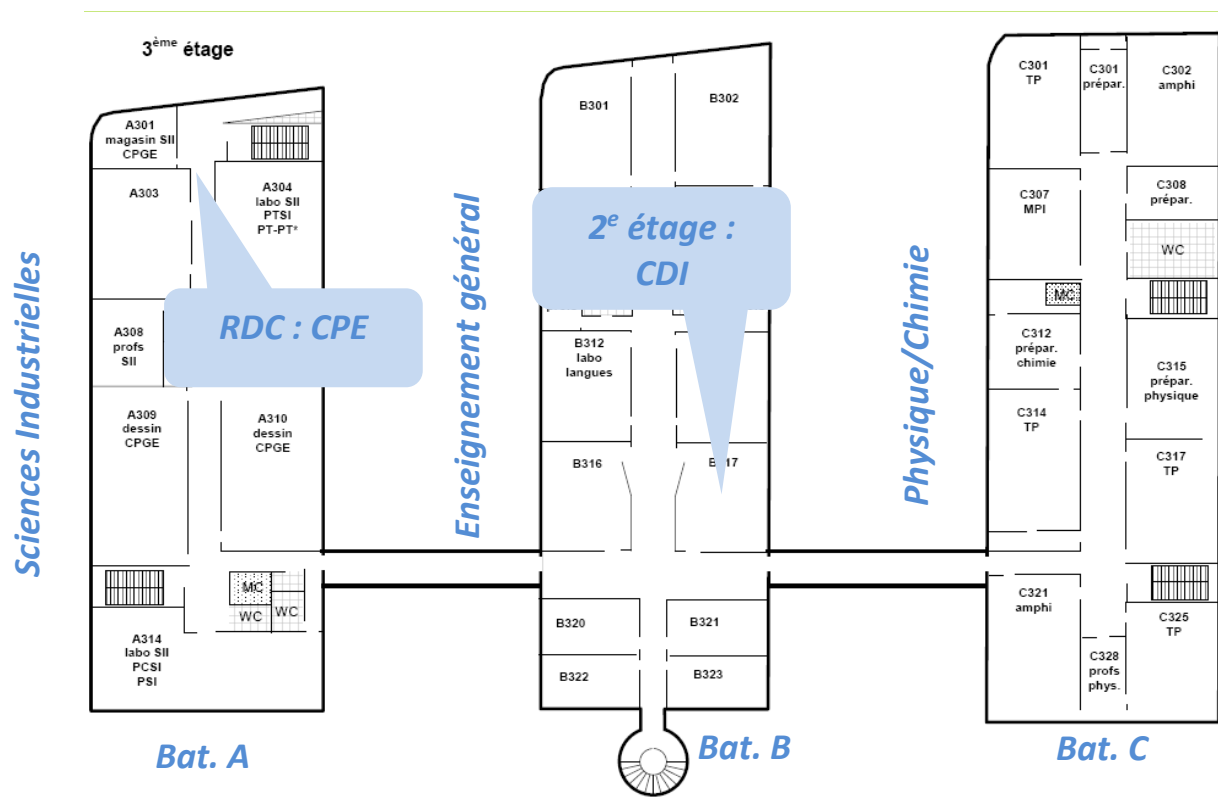 3ème étage
A301
magasin SII
CPGE
A303
A304
labo SII
PTSI
PT-PT*
RDC : CPE
A308
profs
SII
A309
dessin
CPGE
A310
dessin
CPGE
MC
WC
WC
A314
labo SII
PCSI
PSI
Sciences Industrielles
Bat. A
Enseignement général
B301
B302
2e étage :
CDI
B312
labo
langues
B316
B317
B320
B321
B322
B323
Bat. B
Physique/Chimie
C301
TP
C301
prépar.
C302
amphi
C307
MPI
C308
prépar.
WC
MC
C312
prépar.
chimie
C315
prépar.
physique
C314
TP
C317
TP
C321
amphi
C325
TP
C328
profs
phys.
Bat. C